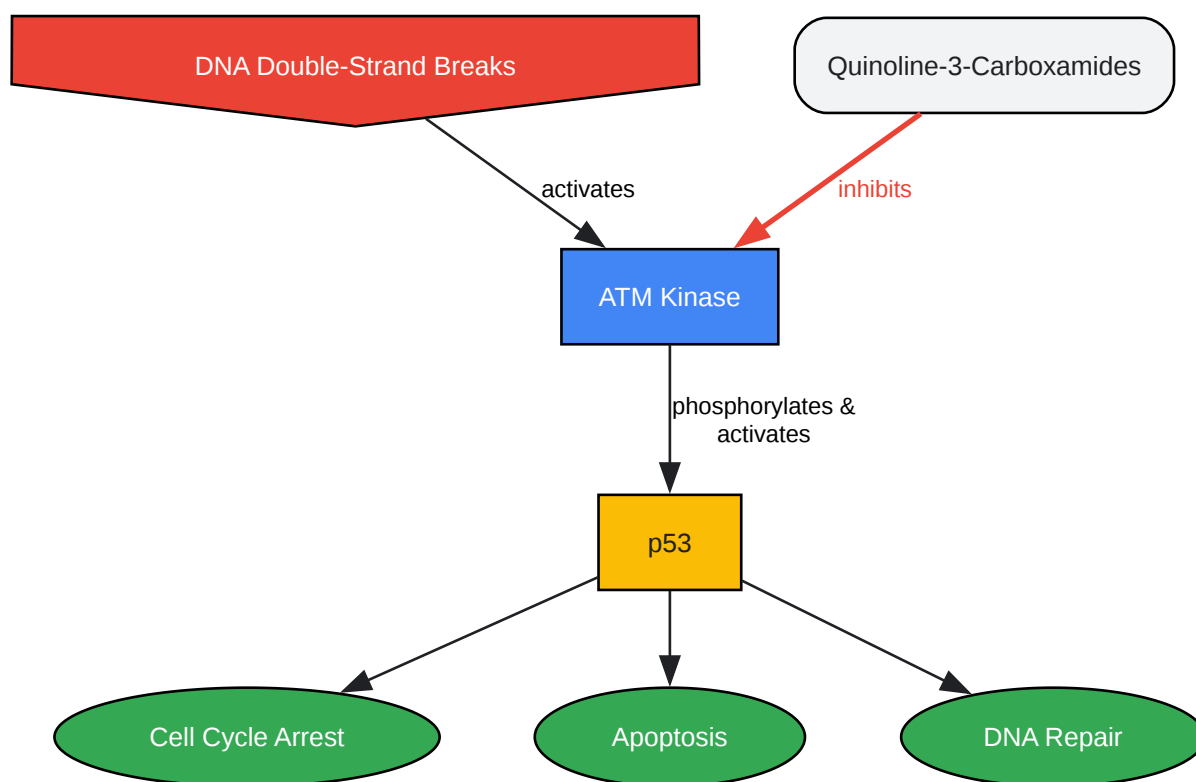 DNA Double-Strand Breaks
Quinoline-3-Carboxamides
activates
inhibits
ATM Kinase
phosphorylates &
activates
p53
Cell Cycle Arrest
Apoptosis
DNA Repair